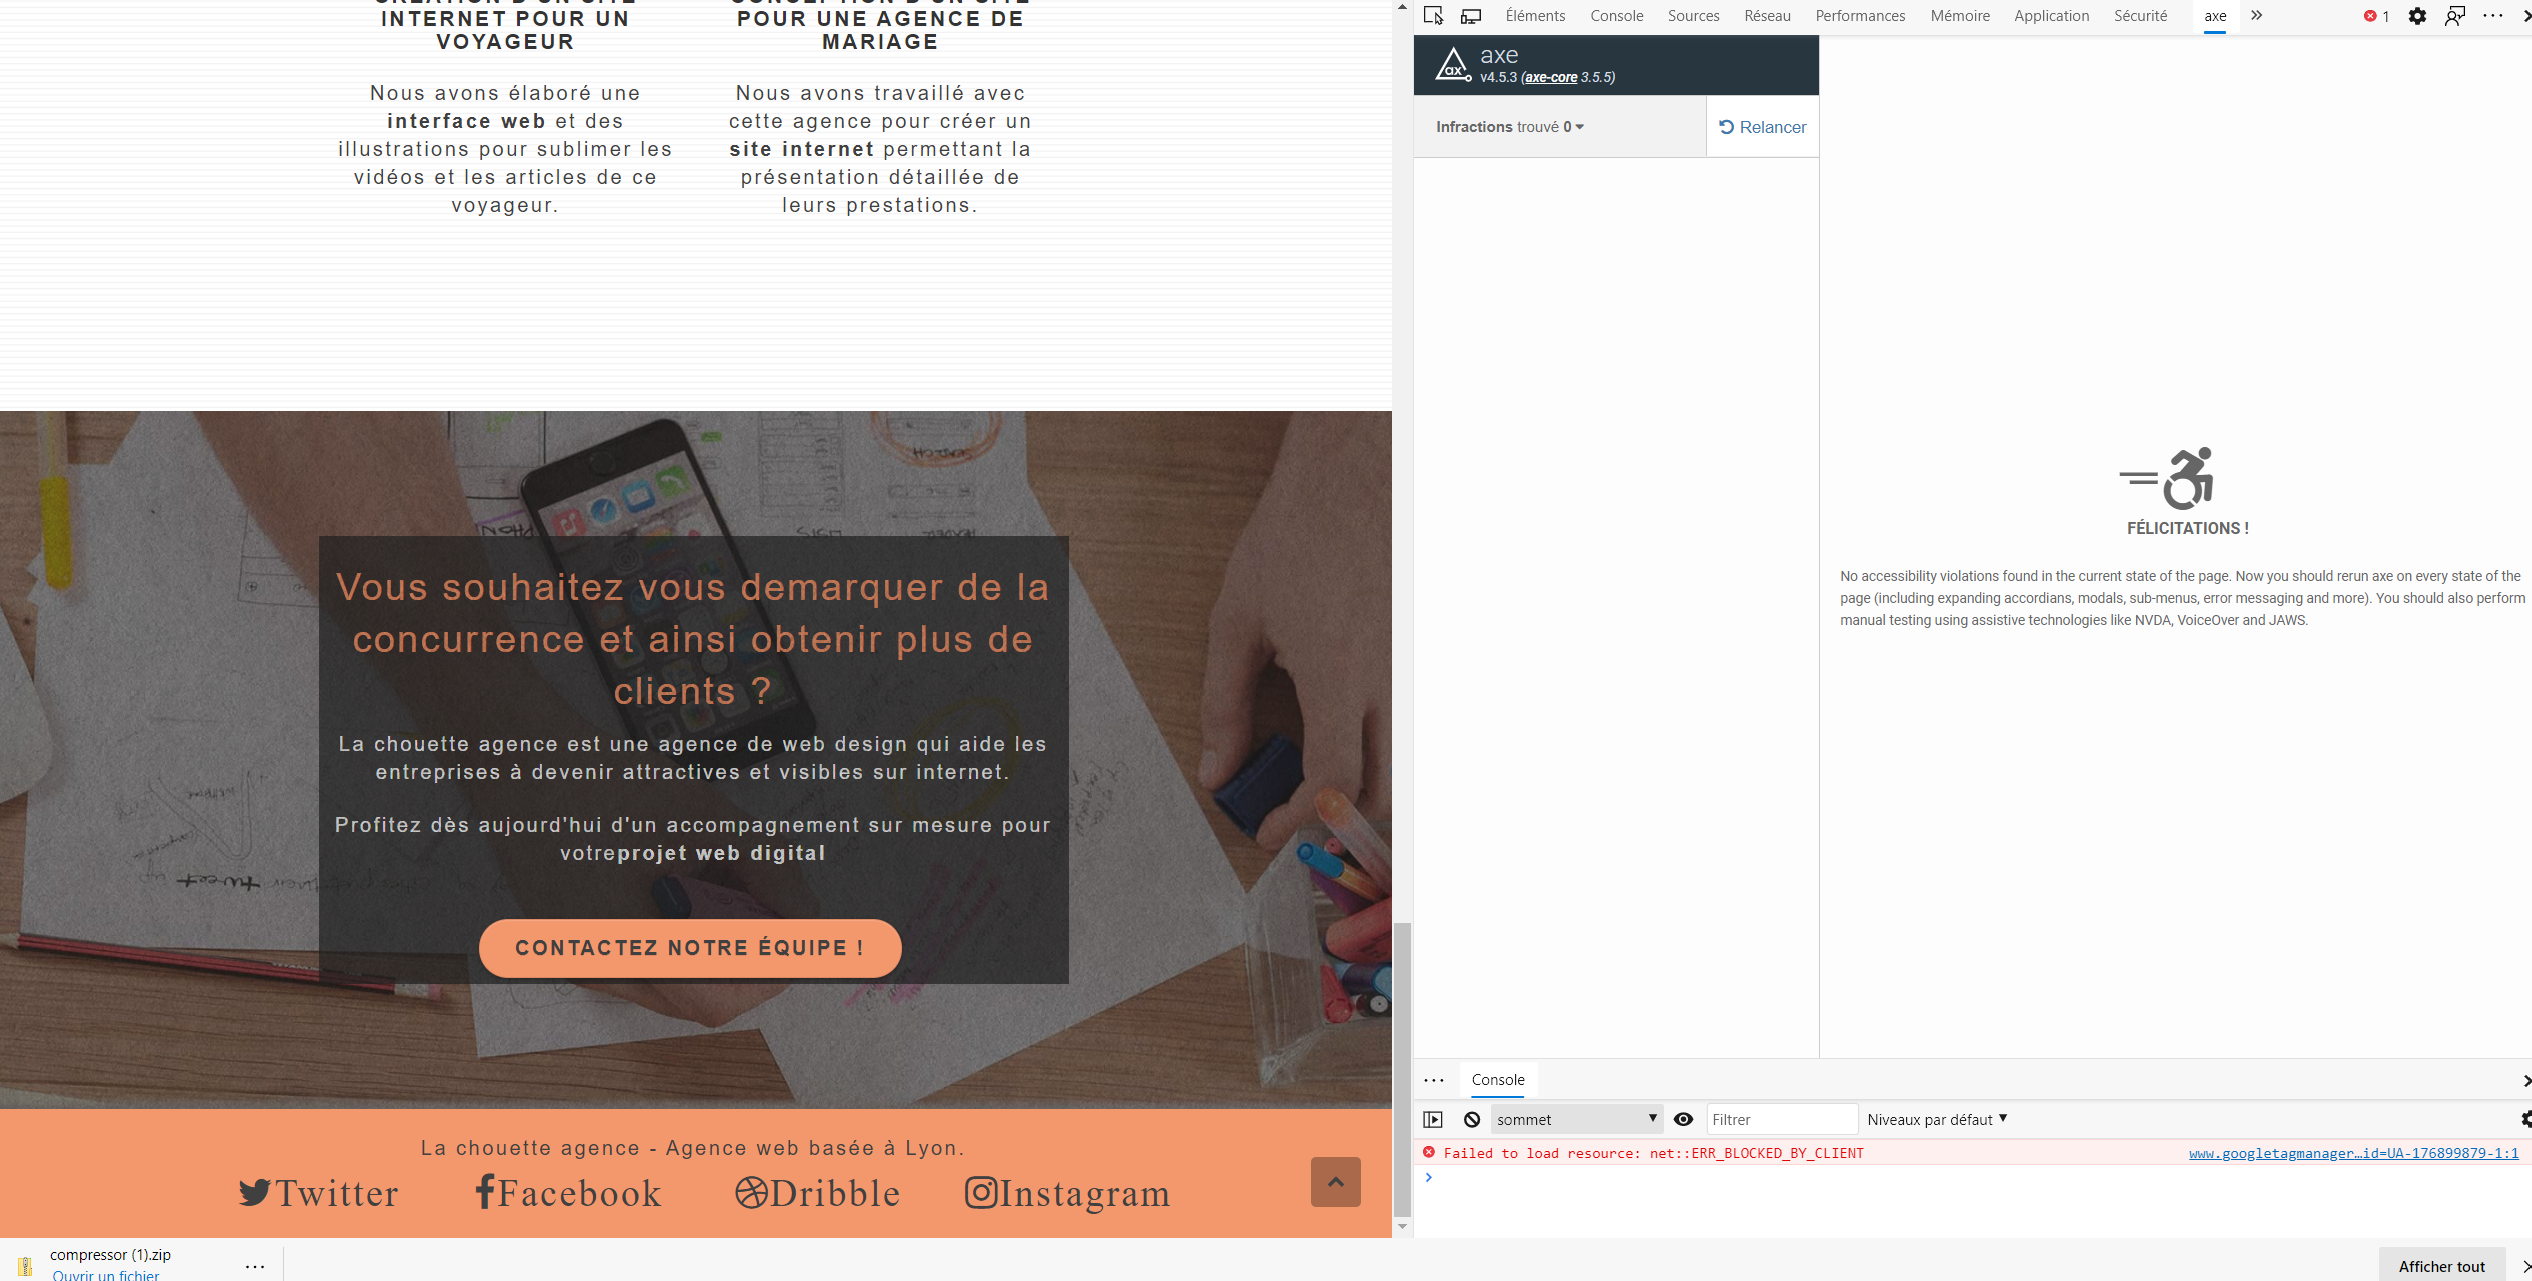 CRÉATION D'UN SITE
INTERNET POUR UN
VOYAGEUR
Nous avons élaboré une
interface web et des
illustrations pour sublimer les
vidéos et les articles de ce
voyageur.
CONCEPTION D'UN SITE
POUR UNE AGENCE DE
MARIAGE
Nous avons travaillé avec
cette agence pour créer un
site internet permettant la
présentation détaillée de
leurs prestations.
Vous souhaitez vous demarquer de la
concurrence et ainsi obtenir plus de
clients ?
La chouette agence est une agence de web design qui aide les
entreprises à devenir attractives et visibles sur internet.
Profitez dès aujourd'hui d'un accompagnement sur mesure pour
votreprojet web digital
CONTACTEZ NOTRE ÉQUIPE !
La chouette agence - Agence web basée à Lyon.
Twitter Facebook Dribble Instagram
compressor (1).zip
Ouvrir un fichier
Afficher tout
Éléments Console Sources Réseau Performances Mémoire Application Sécurité axe 1
axe
v4.5.3 (axe-core 3.5.5)
Infractions trouvé 0
Relancer
FÉLICITATIONS !
No accessibility violations found in the current state of the page. Now you should rerun axe on every state of the
page (including expanding accordians, modals, sub-menus, error messaging and more). You should also perform
manual testing using assistive technologies like NVDA, VoiceOver and JAWS.
Console
sommet Filtrer Niveaux par défaut
Failed to load resource: net::ERR_BLOCKED_BY_CLIENT www.googletagmanager…id=UA-176899879-1:1